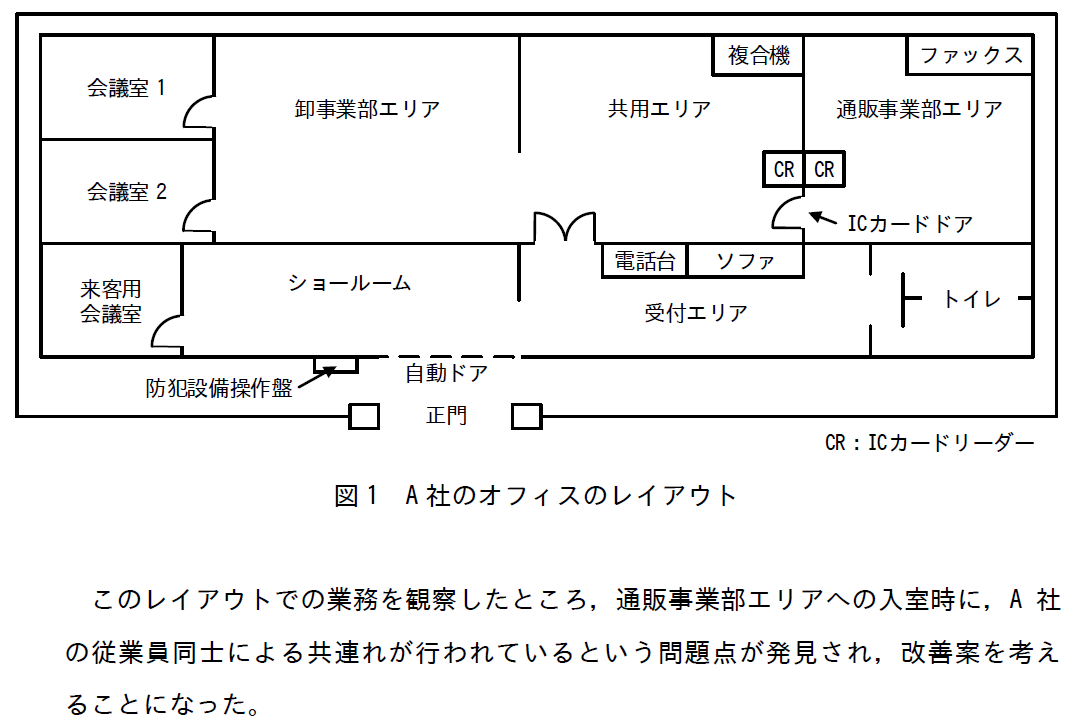 会議室1
卸事業部エリア
共用エリア
複合機
通販事業部エリア
ファックス
会議室2
CR
CR
ICカードドア
来客用
会議室
ショールーム
電話台
ソファ
受付エリア
トイレ
防犯設備操作盤
自動ドア
正門
CR：ICカードリーダー
図1　A社のオフィスのレイアウト
このレイアウトでの業務を観察したところ，通販事業部エリアへの入室時に，A 社
の従業員同士による共連れが行われているという問題点が発見され，改善案を考え
ることになった。